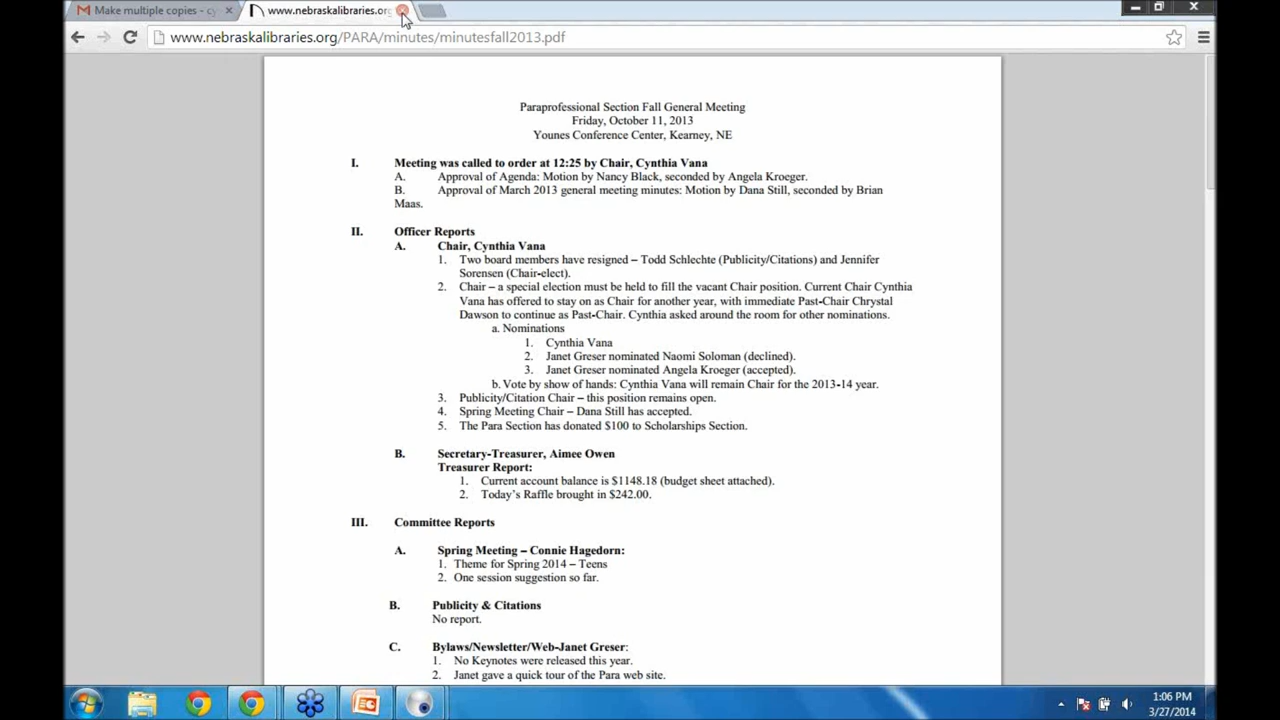 Make multiple copies - cy
www.nebraskalibraries.org
www.nebraskalibraries.org/PARA/minutes/minutesfall2013.pdf
Paraprofessional Section Fall General Meeting
Friday, October 11, 2013
Younes Conference Center, Kearney, NE
I. Meeting was called to order at 12:25 by Chair, Cynthia Vana
A. Approval of Agenda: Motion by Nancy Black, seconded by Angela Kroeger.
B. Approval of March 2013 general meeting minutes: Motion by Dana Still, seconded by Brian
Maas.
II. Officer Reports
A. Chair, Cynthia Vana
1. Two board members have resigned – Todd Schlechte (Publicity/Citations) and Jennifer
Sorensen (Chair-elect).
2. Chair – a special election must be held to fill the vacant Chair position. Current Chair Cynthia
Vana has offered to stay on as Chair for another year, with immediate Past-Chair Chrystal
Dawson to continue as Past-Chair. Cynthia asked around the room for other nominations.
a. Nominations
1. Cynthia Vana
2. Janet Greser nominated Naomi Soloman (declined).
3. Janet Greser nominated Angela Kroeger (accepted).
b. Vote by show of hands: Cynthia Vana will remain Chair for the 2013-14 year.
3. Publicity/Citation Chair – this position remains open.
4. Spring Meeting Chair – Dana Still has accepted.
5. The Para Section has donated $100 to Scholarships Section.
B. Secretary-Treasurer, Aimee Owen
Treasurer Report:
1. Current account balance is $1148.18 (budget sheet attached).
2. Today's Raffle brought in $242.00.
III. Committee Reports
A. Spring Meeting – Connie Hagedorn:
1. Theme for Spring 2014 – Teens
2. One session suggestion so far.
B. Publicity & Citations
No report.
C. Bylaws/Newsletter/Web-Janet Greser:
1. No Keynotes were released this year.
2. Janet gave a quick tour of the Para web site.
1:06 PM
3/27/2014